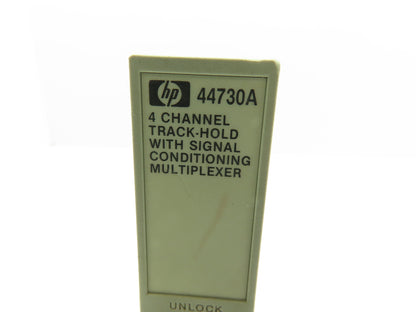 hp 44730A
4 CHANNEL
TRACK-HOLD
WITH SIGNAL
CONDITIONING
MULTIPLEXER
UNLOCK